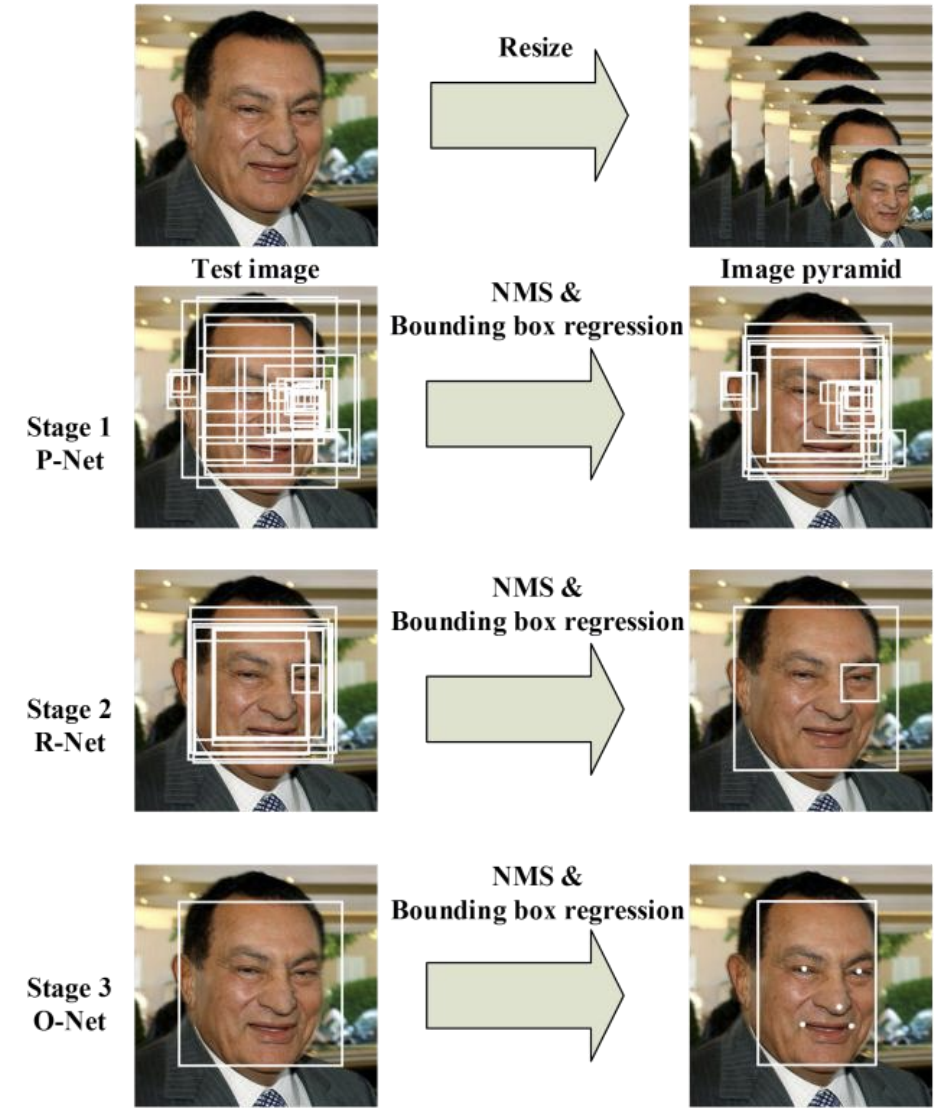 Resize
Test image
Image pyramid
NMS &
Bounding box regression
Stage 1
P-Net
NMS &
Bounding box regression
Stage 2
R-Net
NMS &
Bounding box regression
Stage 3
O-Net